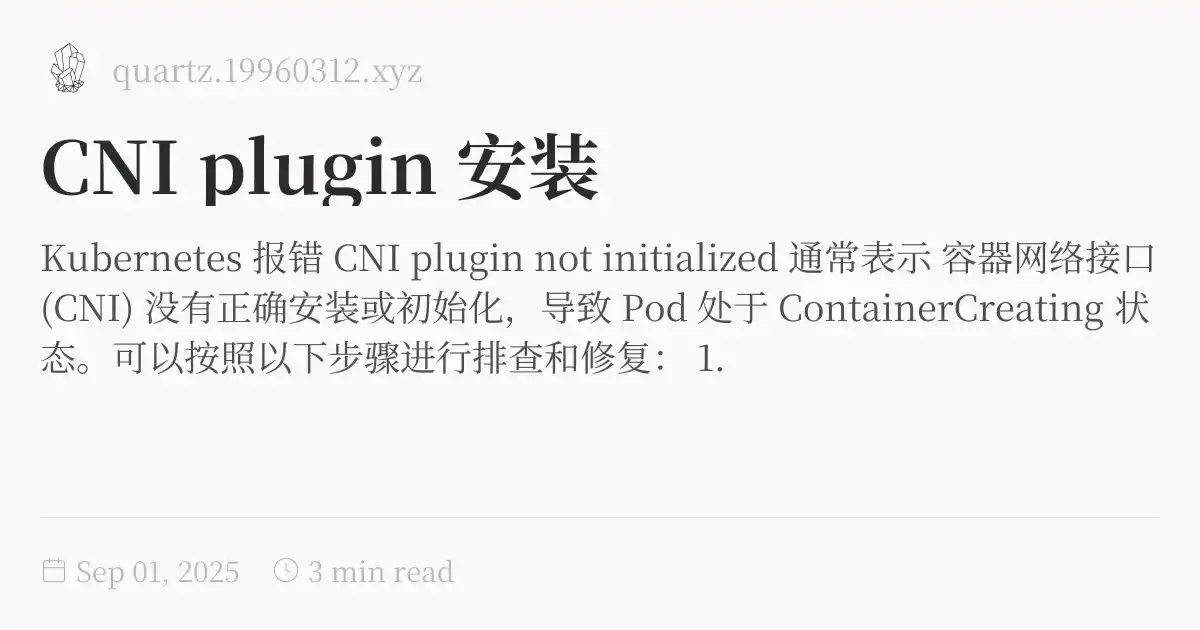 quartz.19960312.xyz
CNI plugin 安装
Kubernetes 报错 CNI plugin not initialized 通常表示 容器网络接口
(CNI) 没有正确安装或初始化，导致 Pod 处于 ContainerCreating 状
态。可以按照以下步骤进行排查和修复： 1.
Sep 01, 2025 3 min read